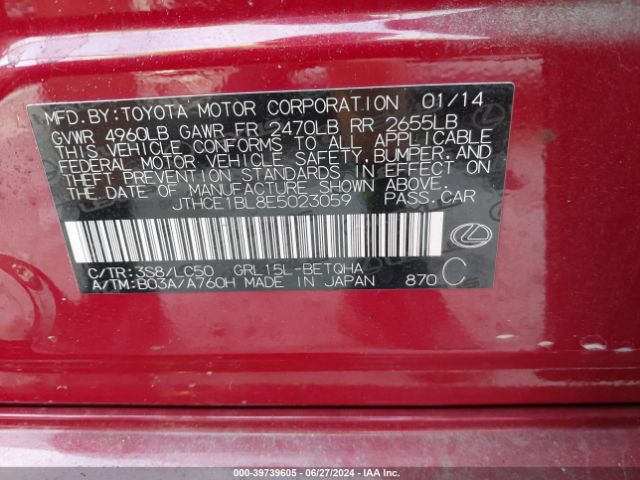 MFD.BY:TOYOTA MOTOR CORPORATION 01/14
GVWR 4960LB GAWR FR 2470LB RR 2655LB
THIS VEHICLE CONFORMS TO ALL APPLICABLE
FEDERAL MOTOR VEHICLE SAFETY,BUMPER,AND
THEFT PREVENTION STANDARDS IN EFFECT ON
THE DATE OF MANUFACTURE SHOWN ABOVE.
JTHCE1BL8E5023059 PASS.CAR
C/TR:3S8/LC50 GRL15L-BETQHA
A/TM:B03A/A760H MADE IN JAPAN 870 C
000-39739605 / 06/27/2024 / IAA Inc.